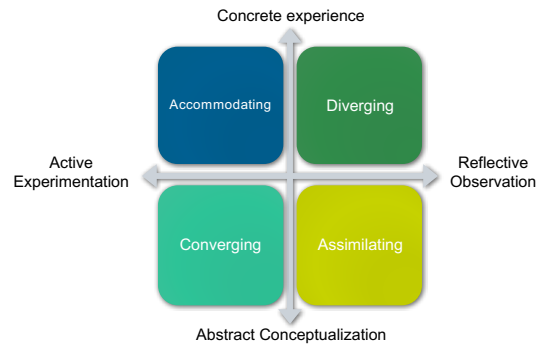 Concrete experience
Accommodating
Diverging
Active
Experimentation
Reflective
Observation
Converging
Assimilating
Abstract Conceptualization